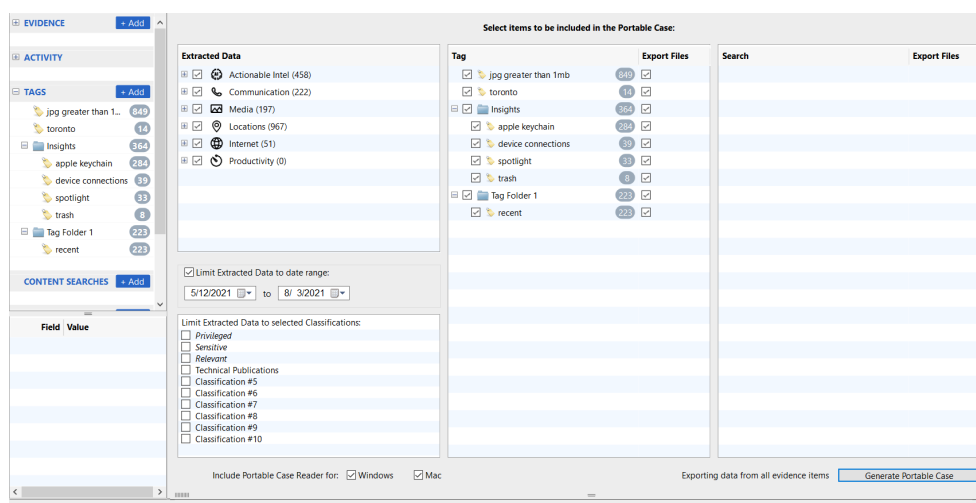 EVIDENCE
+ Add
ACTIVITY
TAGS
+ Add
jpg greater than 1... 849
toronto 14
Insights 364
apple keychain 284
device connections 39
spotlight 33
trash 8
Tag Folder 1 223
recent 223
CONTENT SEARCHES
+ Add
Field Value
Select items to be included in the Portable Case:
Extracted Data
Actionable Intel (458)
Communication (222)
Media (197)
Locations (967)
Internet (51)
Productivity (0)
Limit Extracted Data to date range:
5/12/2021 to 8/ 3/2021
Limit Extracted Data to selected Classifications:
Privileged
Sensitive
Relevant
Technical Publications
Classification #5
Classification #6
Classification #7
Classification #8
Classification #9
Classification #10
Tag Export Files
jpg greater than 1mb 849
toronto 14
Insights 364
apple keychain 284
device connections 39
spotlight 33
trash 8
Tag Folder 1 223
recent 223
Search Export Files
Include Portable Case Reader for: Windows Mac
Exporting data from all evidence items
Generate Portable Case